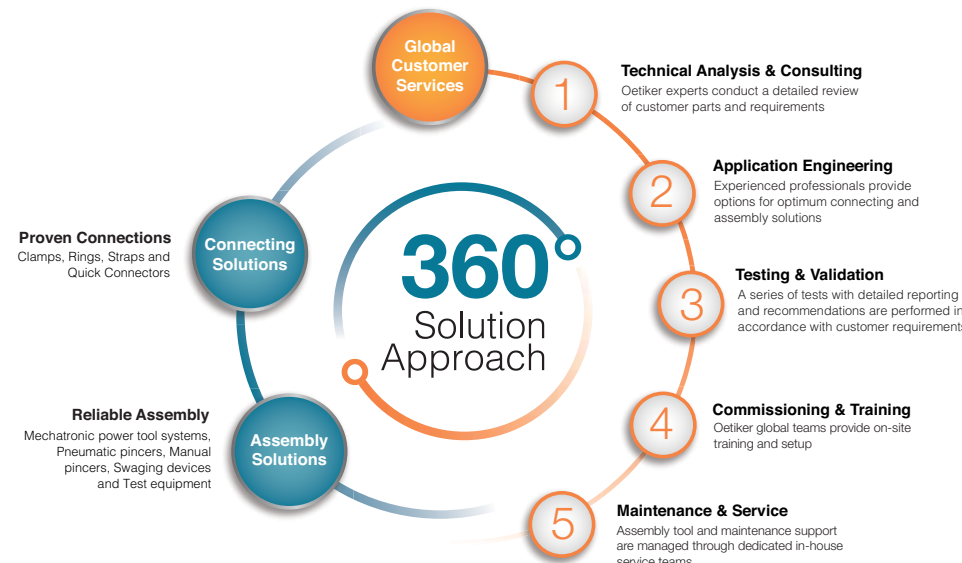 Global
Customer
Services
1
Technical Analysis & Consulting
Oetiker experts conduct a detailed review
of customer parts and requirements
2
Application Engineering
Experienced professionals provide
options for optimum connecting and
assembly solutions
3
Testing & Validation
A series of tests with detailed reporting
and recommendations are performed in
accordance with customer requirements
4
Commissioning & Training
Oetiker global teams provide on-site
training and setup
5
Maintenance & Service
Assembly tool and maintenance support
are managed through dedicated in-house
service teams
Connecting
Solutions
Proven Connections
Clamps, Rings, Straps and
Quick Connectors
Assembly
Solutions
Reliable Assembly
Mechatronic power tool systems,
Pneumatic pincers, Manual
pincers, Swaging devices
and Test equipment
360°
Solution
Approach